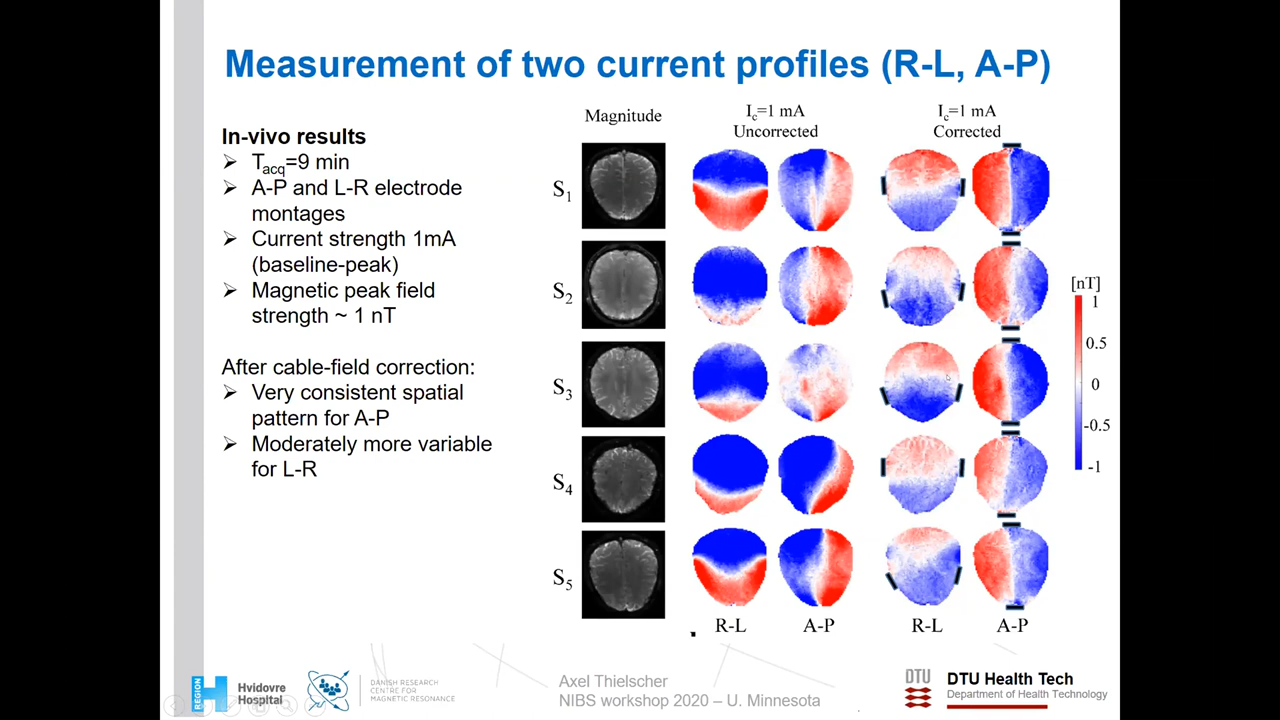 Measurement of two current profiles (R-L, A-P)
In-vivo results
➢ Tacq=9 min
➢ A-P and L-R electrode
montages
➢ Current strength 1mA
(baseline-peak)
➢ Magnetic peak field
strength ~ 1 nT
After cable-field correction:
➢ Very consistent spatial
pattern for A-P
➢ Moderately more variable
for L-R
Magnitude
Ic=1 mA
Uncorrected
Ic=1 mA
Corrected
S1
S2
S3
S4
S5
[nT]
1
0.5
0
-0.5
-1
R-L
A-P
R-L
A-P
REGION
H
Hvidovre
Hospital
DANISH RESEARCH
CENTRE FOR
MAGNETIC RESONANCE
Axel Thielscher
NIBS workshop 2020 – U. Minnesota
DTU
DTU Health Tech
Department of Health Technology